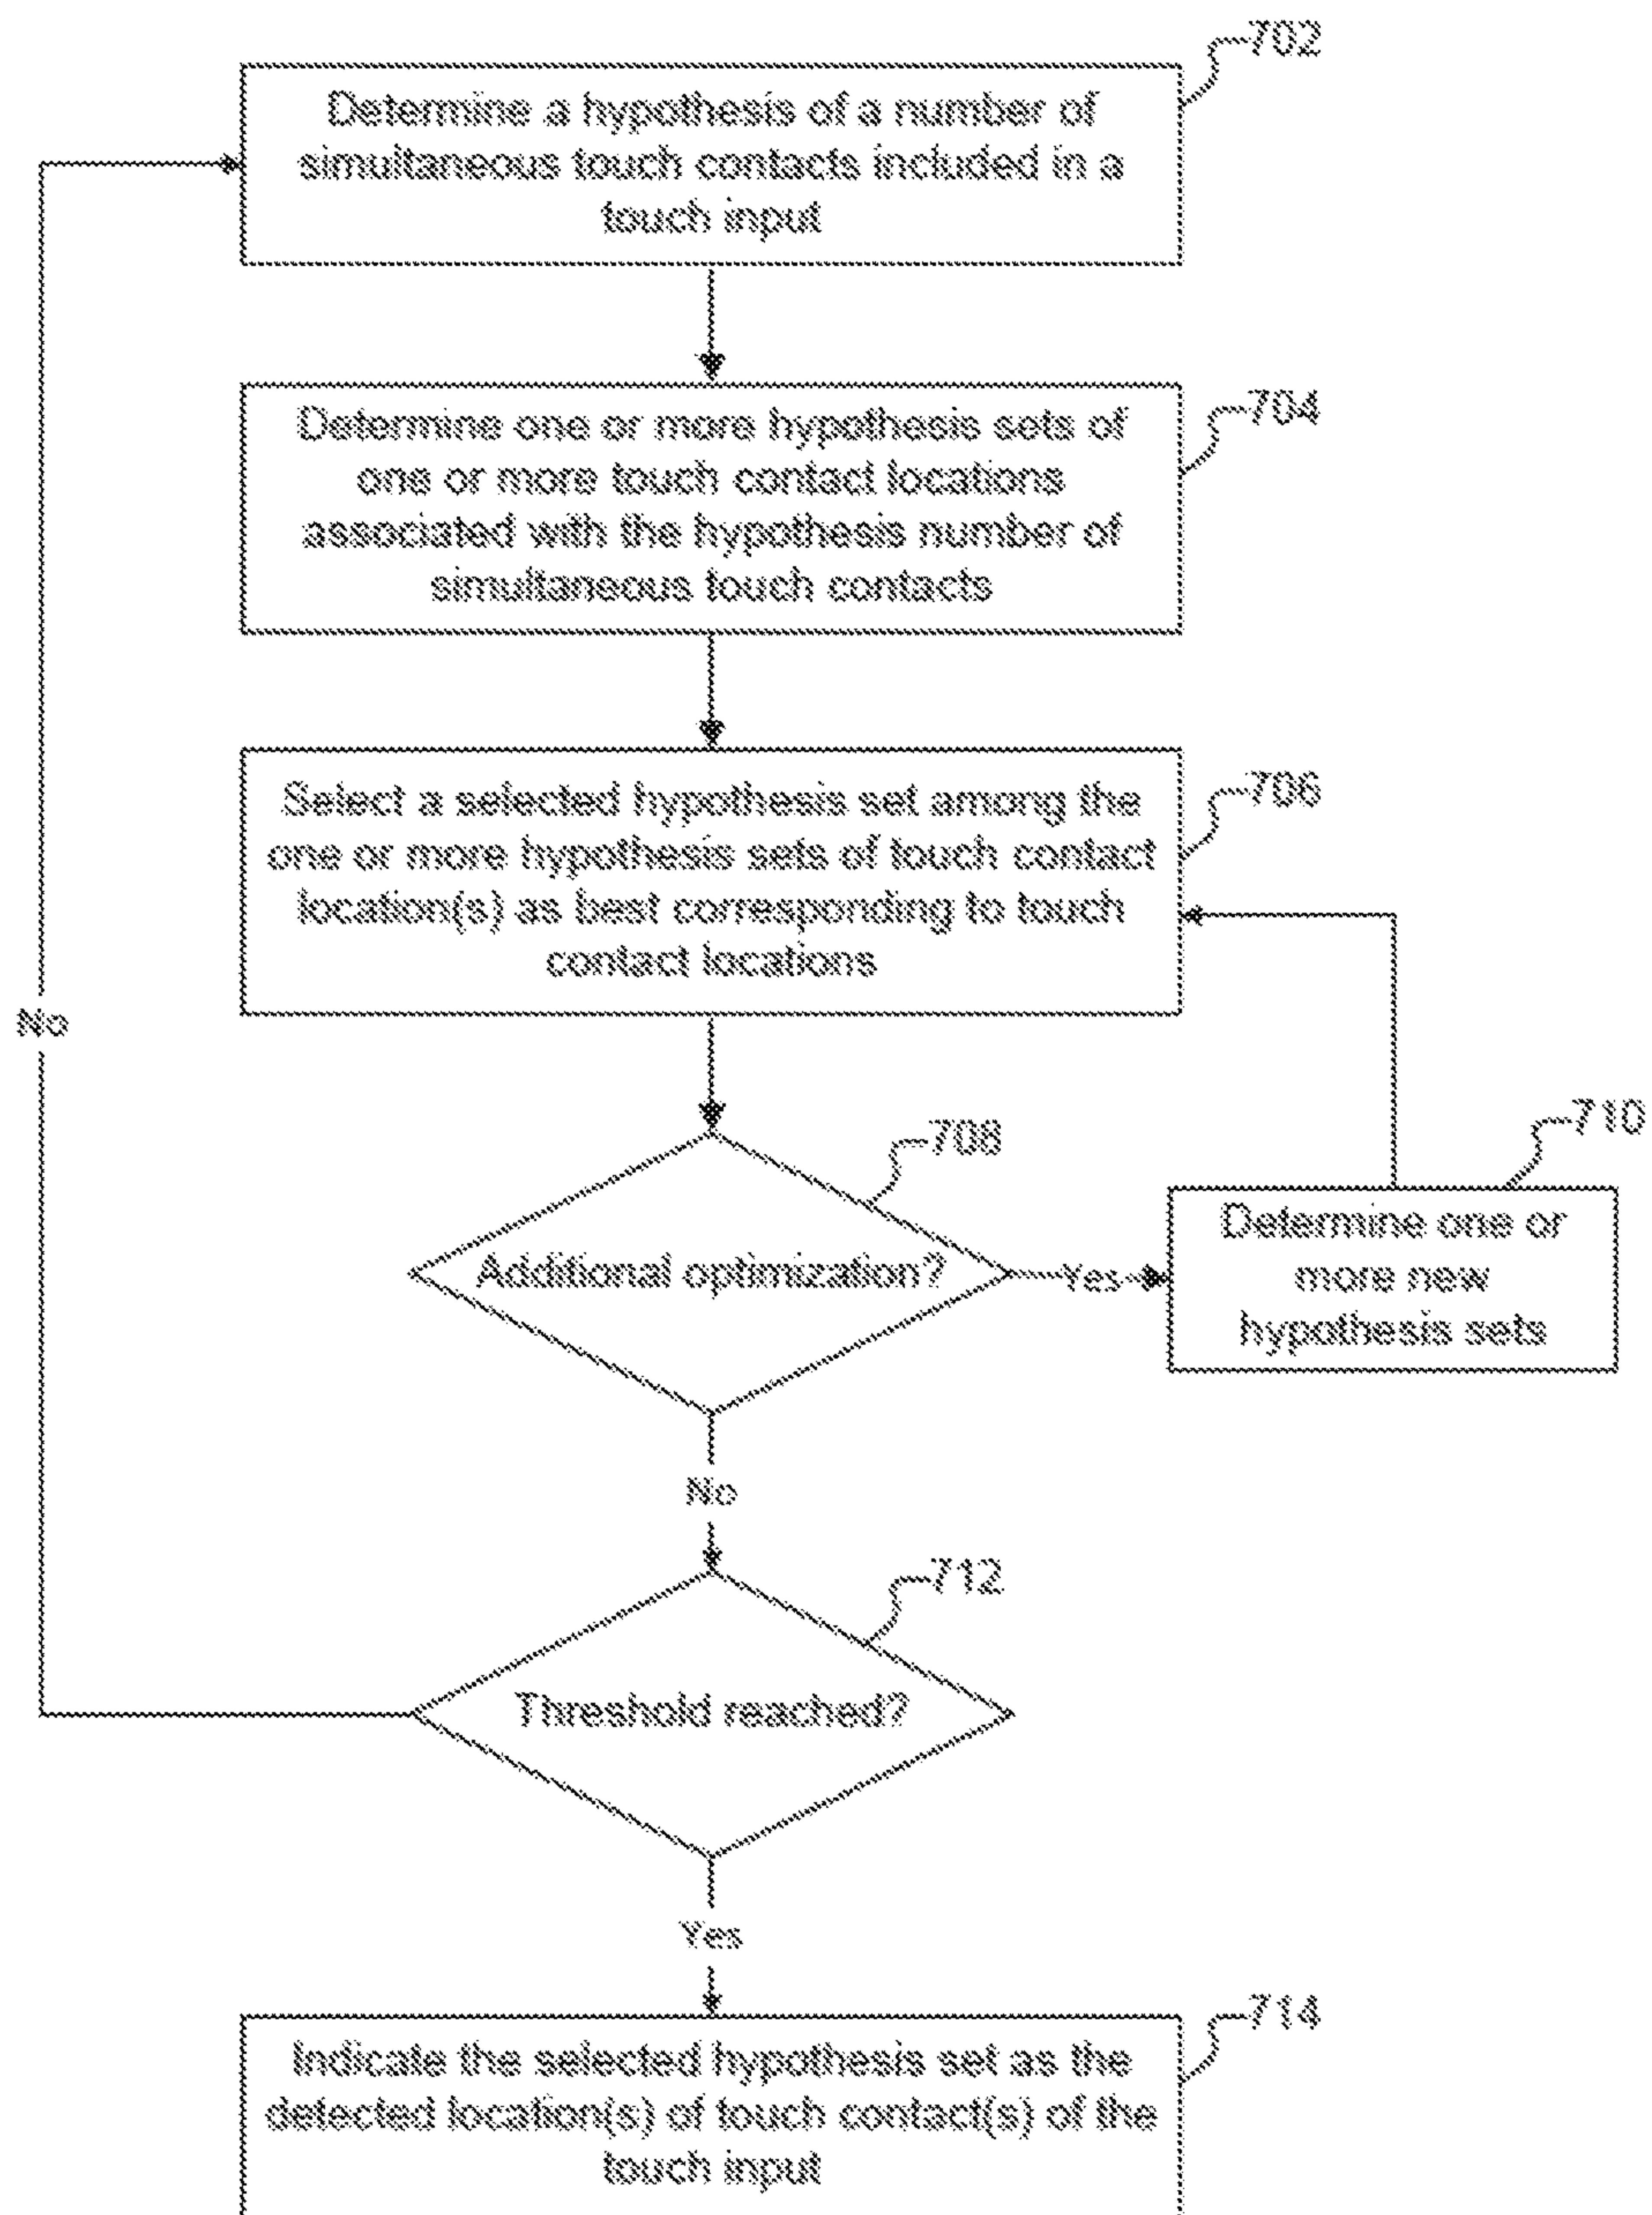 702
Determine a hypothesis of a number of
simultaneous touch contacts included in a
touch input
704
Determine one or more hypothesis sets of
one or more touch contact locations
associated with the hypothesis number of
simultaneous touch contacts
706
Select a selected hypothesis set among the
one or more hypothesis sets of touch contact
location(s) as best corresponding to touch
contact locations
No
708
Additional optimization?
Yes
710
Determine one or
more new
hypothesis sets
No
712
Threshold reached?
Yes
714
Indicate the selected hypothesis set as the
detected location(s) of touch contact(s) of the
touch input